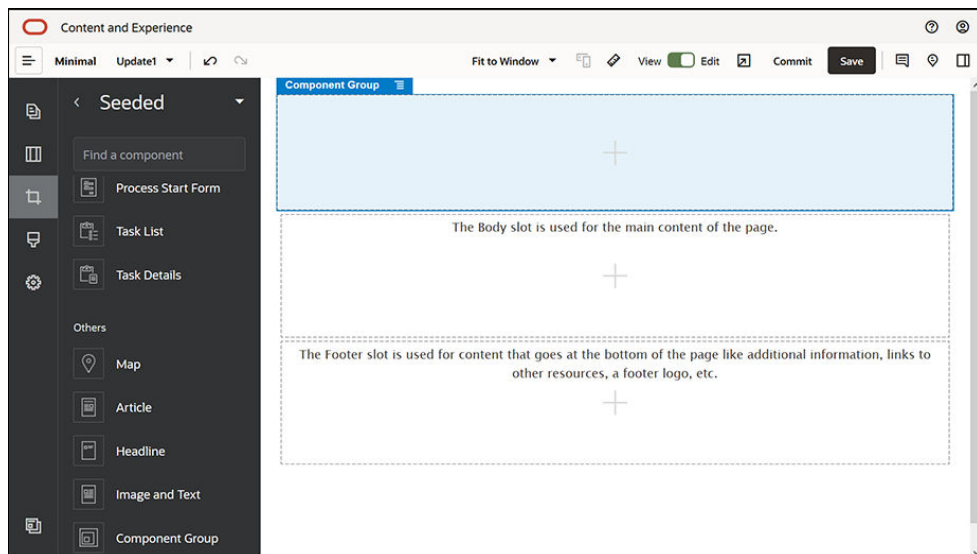 Content and Experience
Minimal Update1 Fit to Window View Edit Commit Save
Component Group
Seeded
Find a component
Process Start Form
Task List
Task Details
Others
Map
Article
Headline
Image and Text
Component Group
The Body slot is used for the main content of the page.
The Footer slot is used for content that goes at the bottom of the page like additional information, links to
other resources, a footer logo, etc.